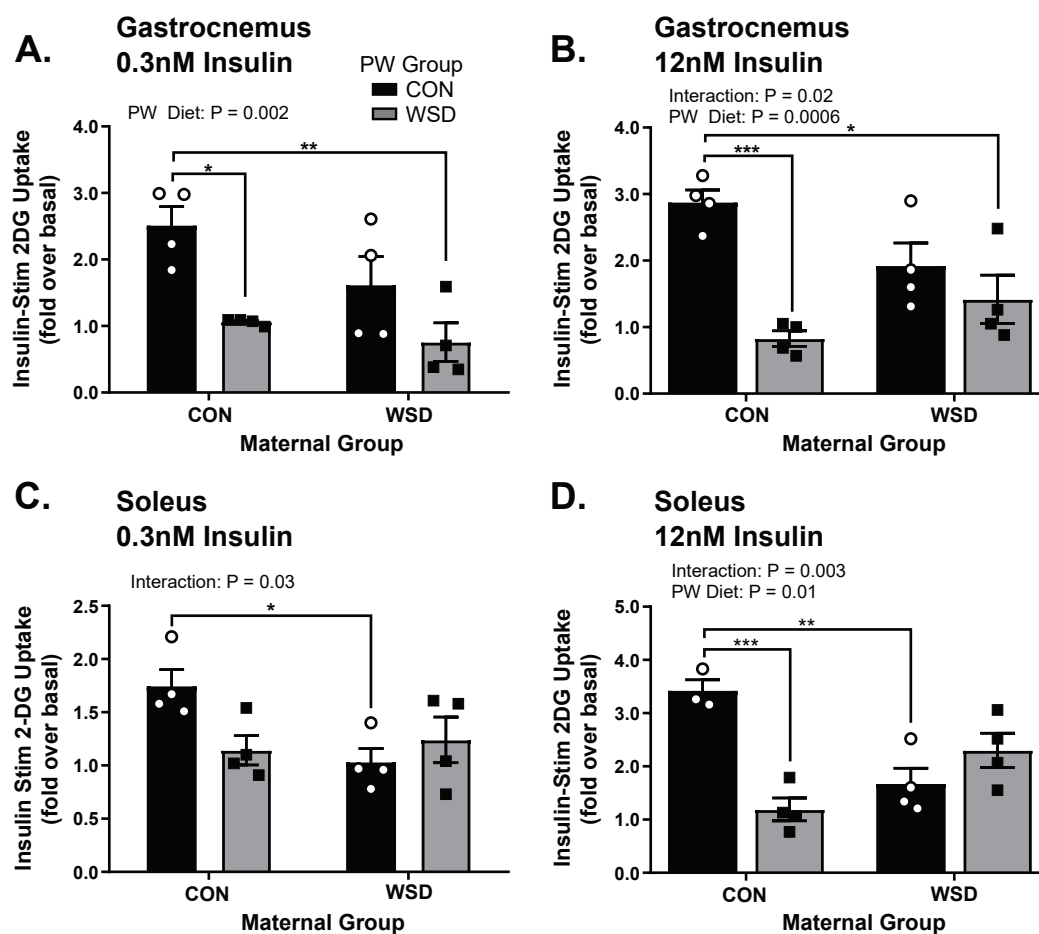 A.
Gastrocnemus
0.3nM Insulin
PW Group
CON
WSD
PW Diet: P = 0.002
Insulin-Stim 2DG Uptake
(fold over basal)
4.0
3.0
2.0
1.0
0.0
*
**
CON
WSD
Maternal Group
B.
Gastrocnemus
12nM Insulin
Interaction: P = 0.02
PW Diet: P = 0.0006
Insulin-Stim 2DG Uptake
(fold over basal)
4.0
3.0
2.0
1.0
0.0
***
*
CON
WSD
Maternal Group
C.
Soleus
0.3nM Insulin
Interaction: P = 0.03
Insulin Stim 2-DG Uptake
(fold over basal)
2.5
2.0
1.5
1.0
0.5
0.0
*
CON
WSD
Maternal Group
D.
Soleus
12nM Insulin
Interaction: P = 0.003
PW Diet: P = 0.01
Insulin-Stim 2DG Uptake
(fold over basal)
5.0
4.0
3.0
2.0
1.0
0.0
***
**
CON
WSD
Maternal Group